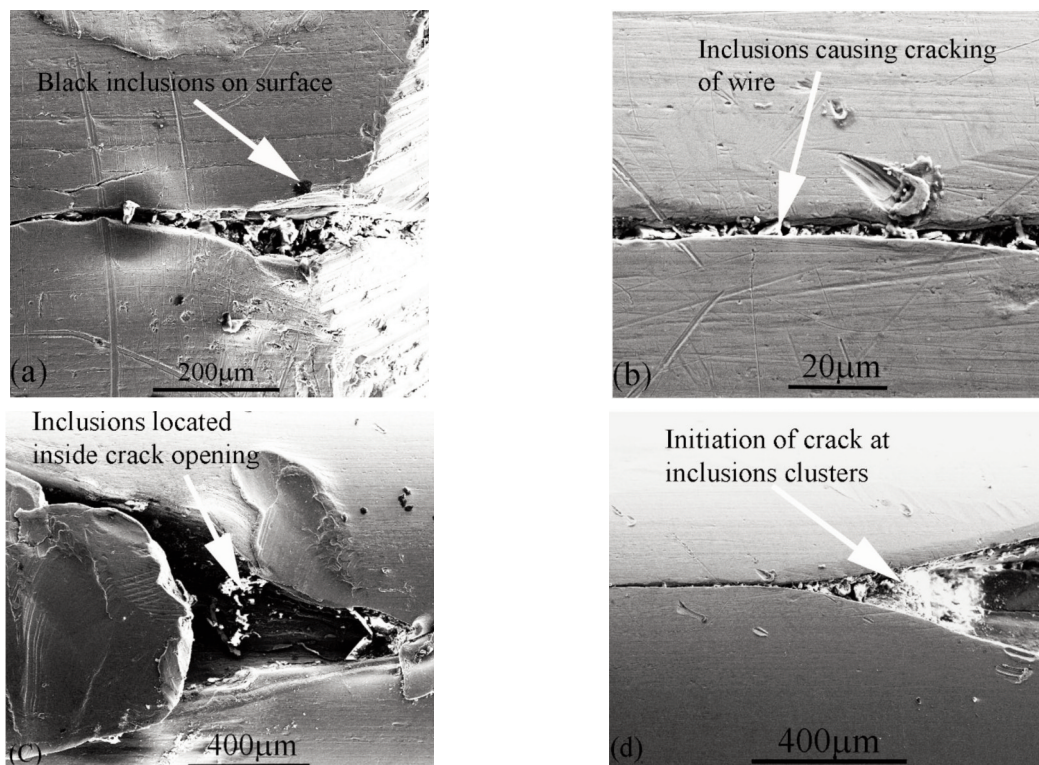 Black inclusions on surface
(a)
200μm
Inclusions causing cracking
of wire
(b)
20μm
Inclusions located
inside crack opening
(c)
400μm
Initiation of crack at
inclusions clusters
(d)
400μm